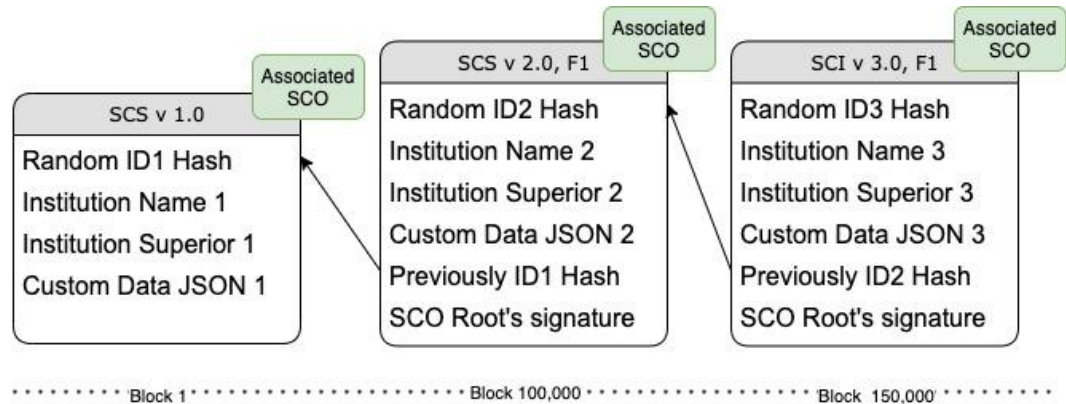 Associated
SCO
SCS v 1.0
Random ID1 Hash
Institution Name 1
Institution Superior 1
Custom Data JSON 1
Associated
SCO
SCS v 2.0, F1
Random ID2 Hash
Institution Name 2
Institution Superior 2
Custom Data JSON 2
Previously ID1 Hash
SCO Root's signature
Associated
SCO
SCI v 3.0, F1
Random ID3 Hash
Institution Name 3
Institution Superior 3
Custom Data JSON 3
Previously ID2 Hash
SCO Root's signature
Block 1
Block 100,000
Block 150,000